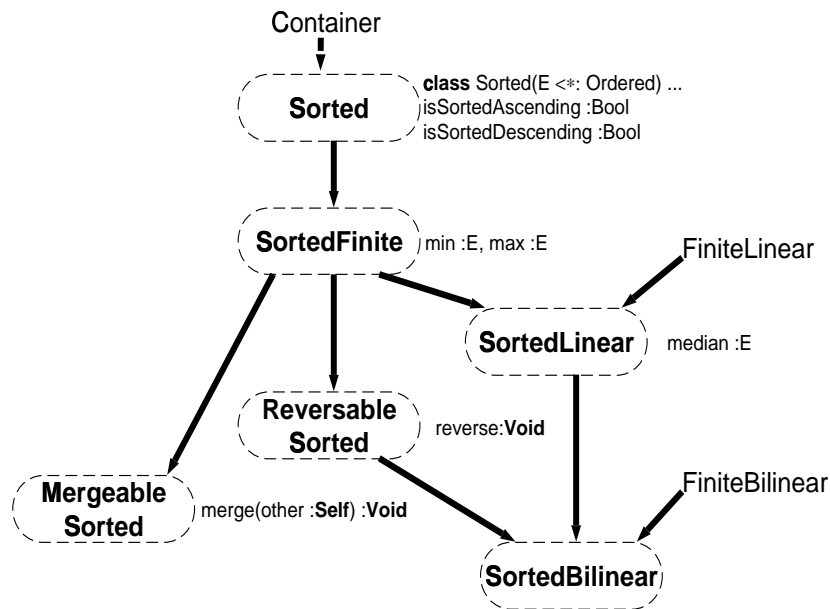 Container
class Sorted(E <*: Ordered) ...
Sorted
isSortedAscending :Bool
isSortedDescending :Bool
SortedFinite
min :E, max :E
FiniteLinear
SortedLinear
median :E
Reversable
Sorted
reverse:Void
Mergeable
Sorted
merge(other :Self) :Void
FiniteBilinear
SortedBilinear